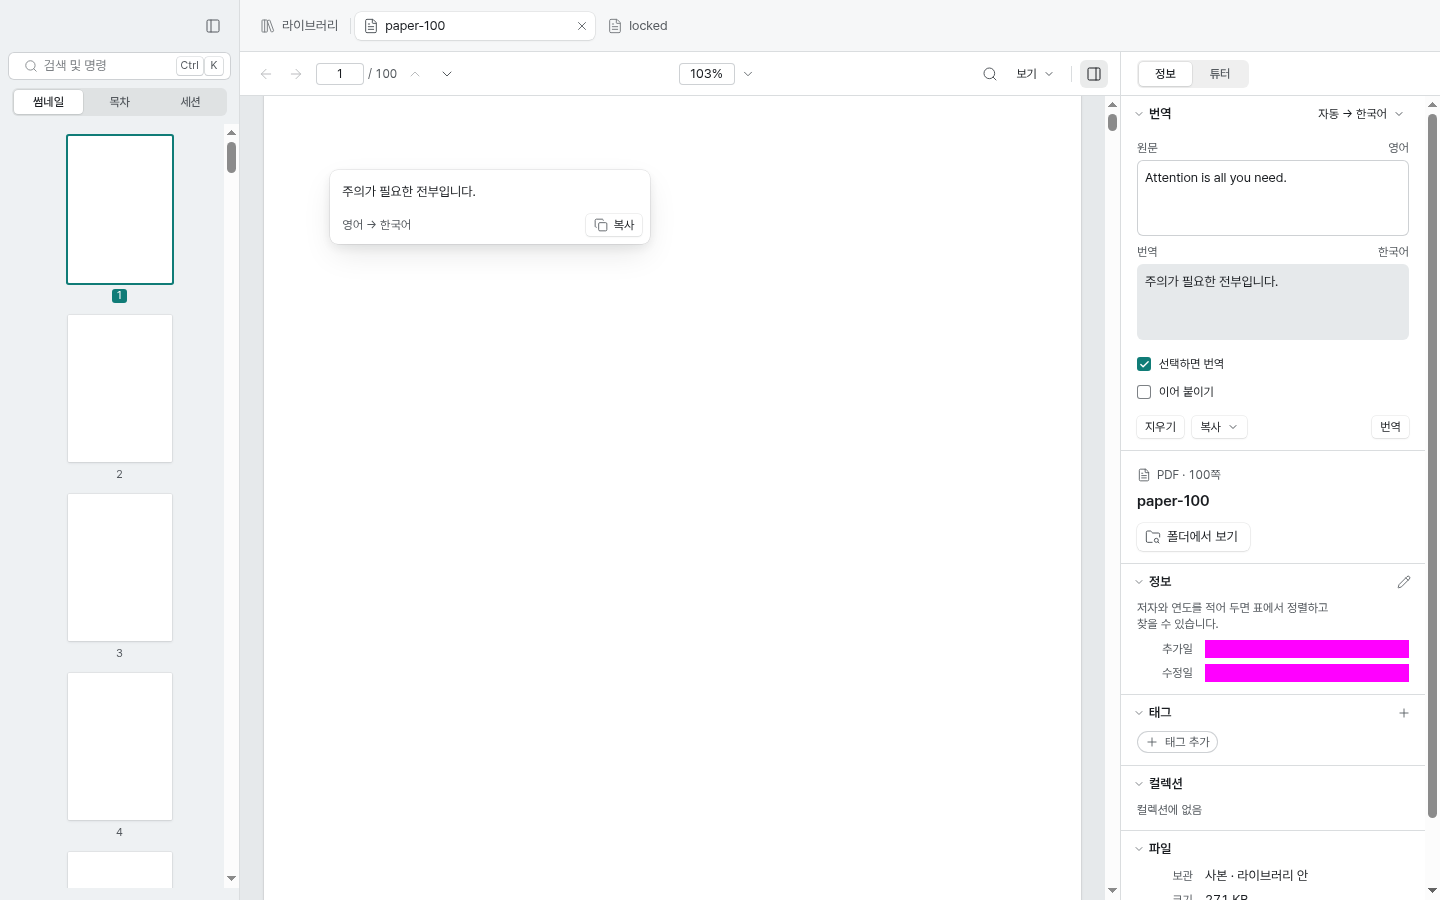 라이브러리
paper-100
locked
검색 및 명령 Ctrl K
1 / 100
103%
보기
정보 튜터
썸네일 목차 세션
1
2
3
4
주의가 필요한 전부입니다.
영어 → 한국어 복사
번역 자동 → 한국어
원문 영어
Attention is all you need.
번역 한국어
주의가 필요한 전부입니다.
선택하면 번역
이어 붙이기
지우기 복사 번역
PDF · 100쪽
paper-100
폴더에서 보기
정보
저자와 연도를 적어 두면 표에서 정렬하고
찾을 수 있습니다.
추가일
수정일
태그
태그 추가
컬렉션
컬렉션에 없음
파일
보관 사본 · 라이브러리 안